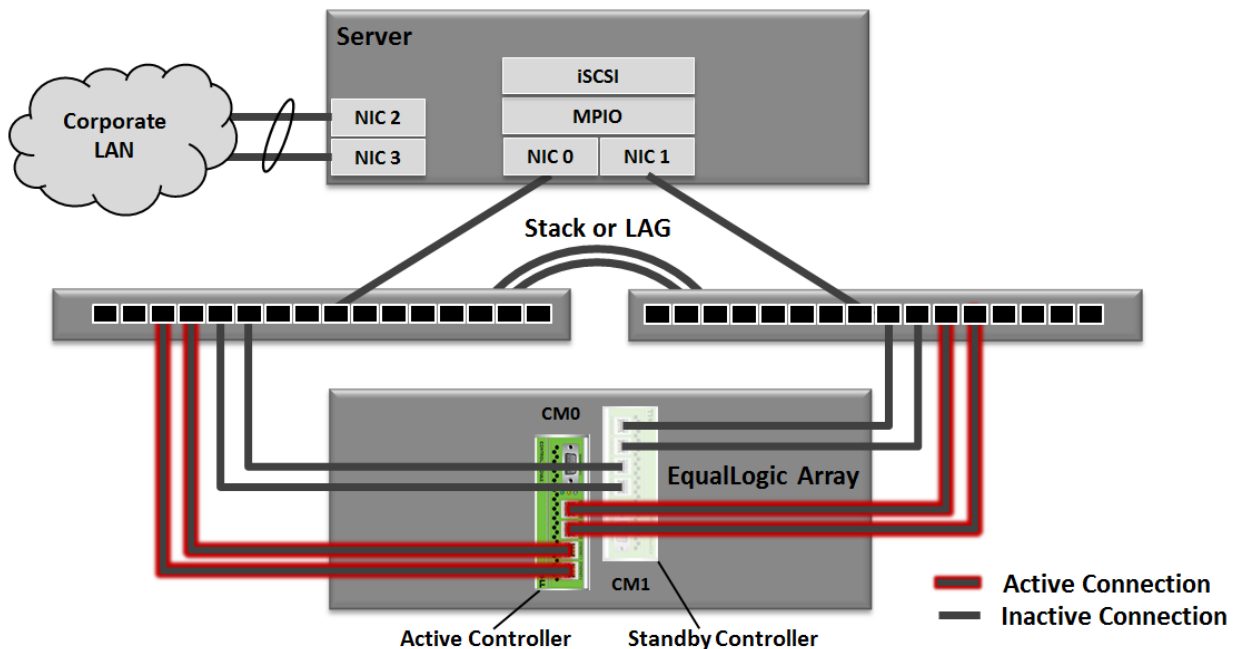 Server
iSCSI
MPIO
NIC 0
NIC 1
NIC 2
NIC 3
Corporate
LAN
Stack or LAG
CM0
EqualLogic Array
CM1
Active Controller
Standby Controller
Active Connection
Inactive Connection